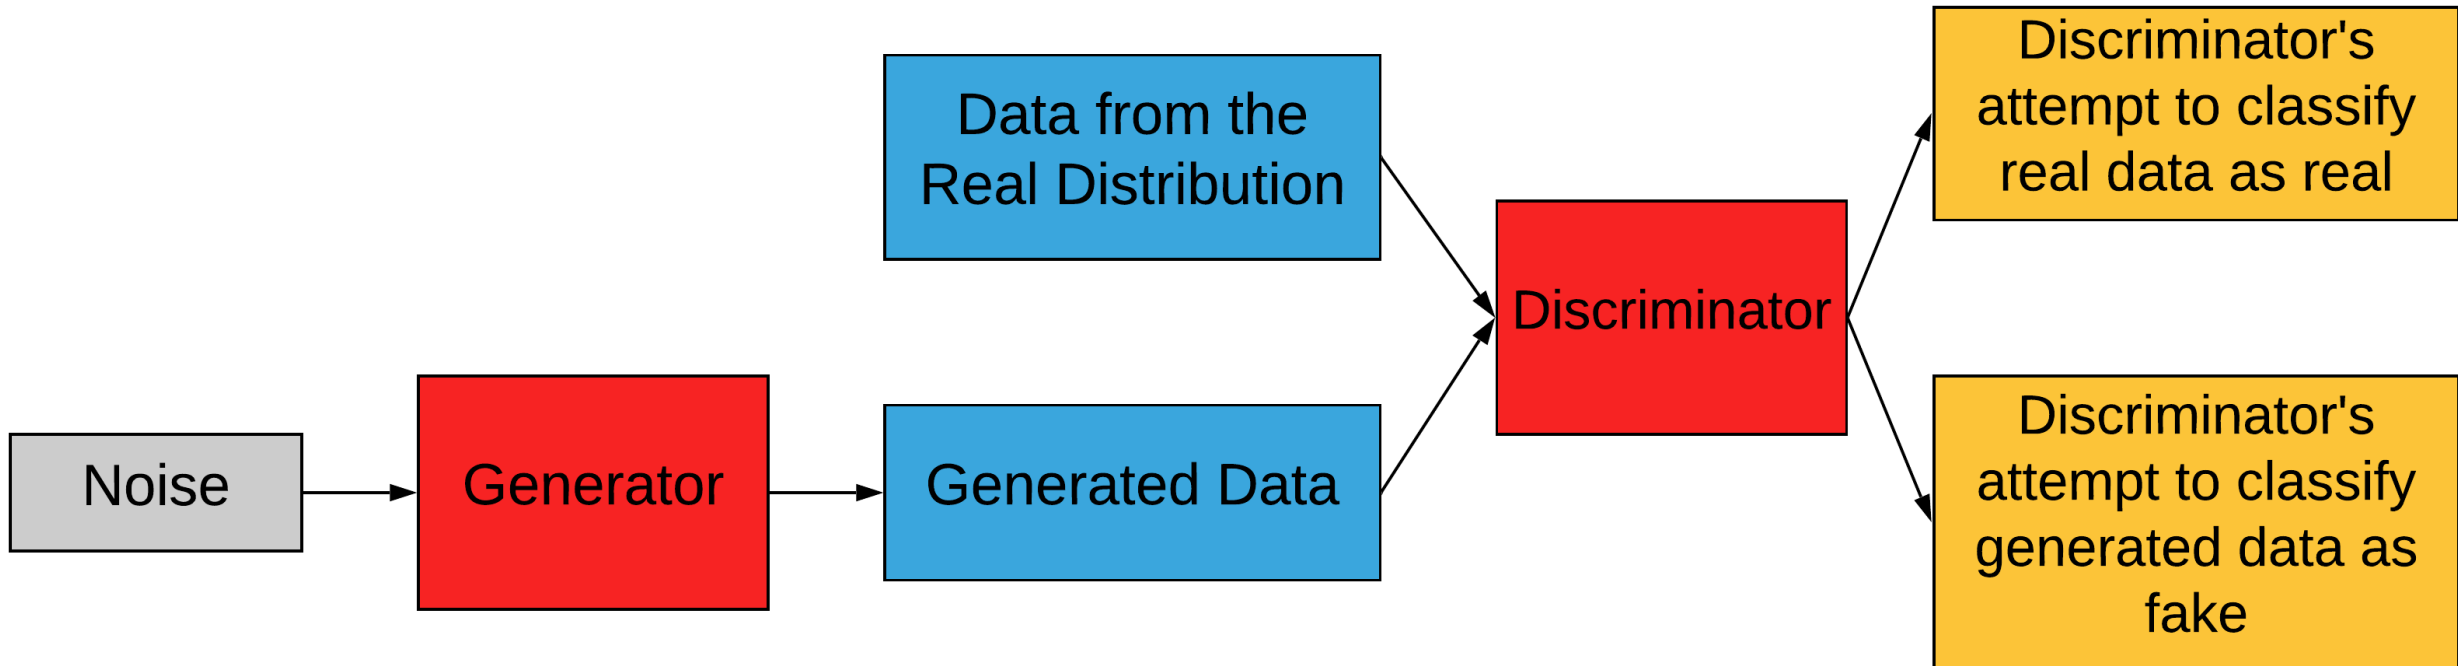 Noise
Generator
Data from the
Real Distribution
Generated Data
Discriminator
Discriminator's
attempt to classify
real data as real
Discriminator's
attempt to classify
generated data as
fake